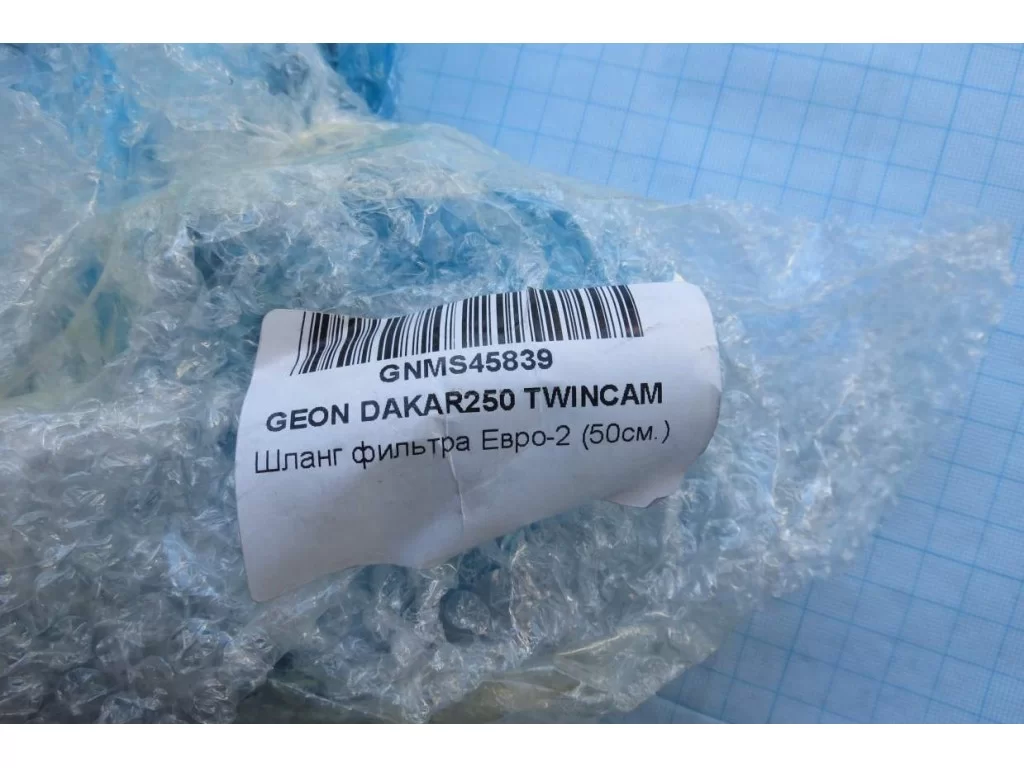 GNMS45839
GEON DAKAR250 TWINCAM
Шланг фильтра Евро-2 (50см.)